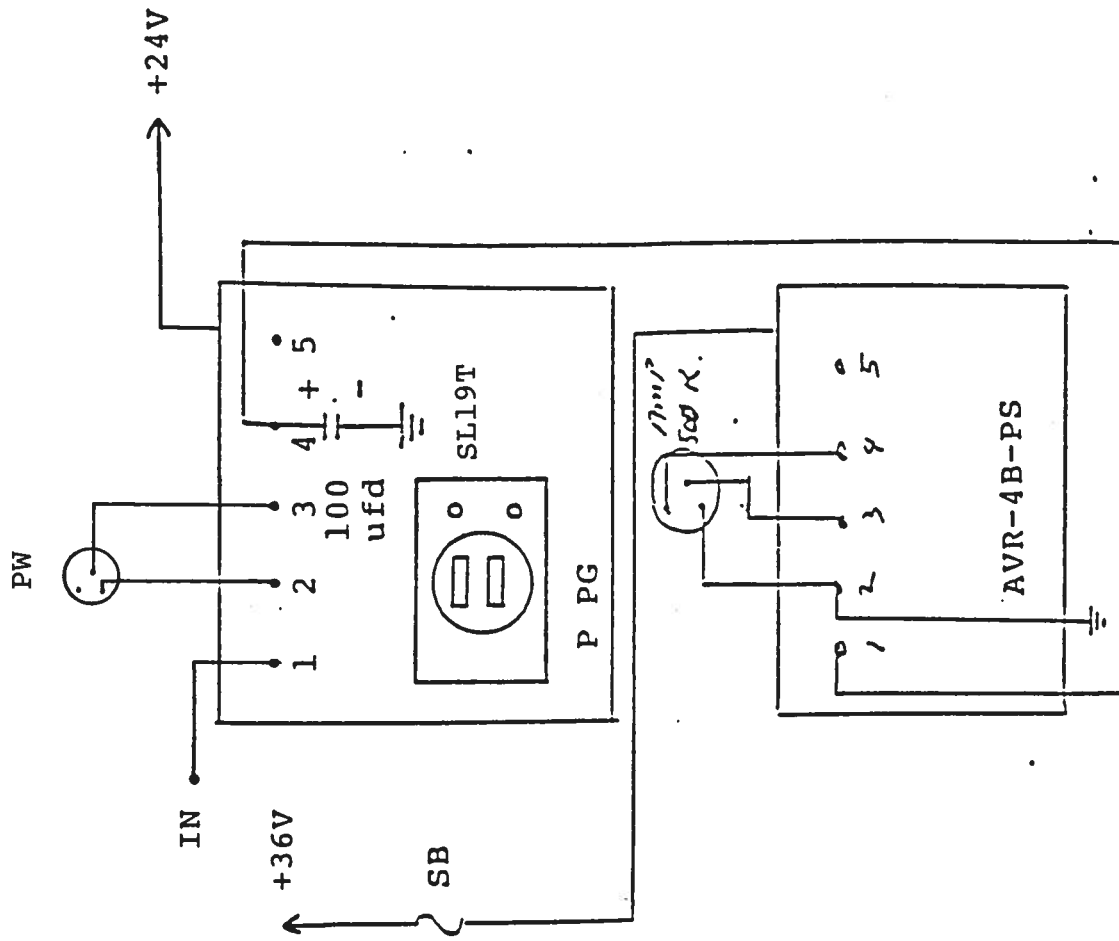 PW
+24V
IN
1 2 3 4 5
+
-
100
ufd
SL19T
P PG
+36V
SB
500 K.
1 2 3 4 5
AVR-4B-PS